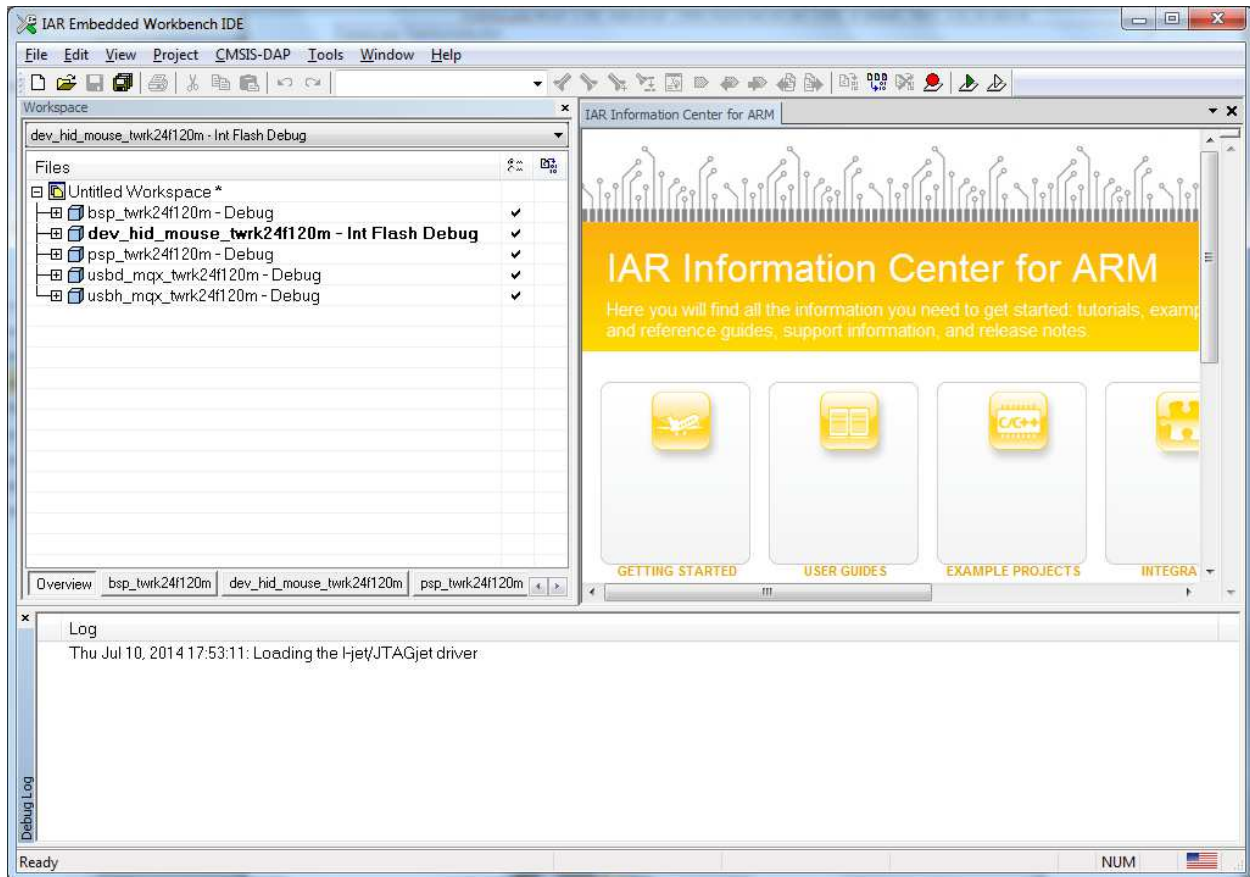 IAR Embedded Workbench IDE
File Edit View Project CMSIS-DAP Tools Window Help
Workspace
dev_hid_mouse_twrk24f120m - Int Flash Debug
Files
Untitled Workspace *
bsp_twrk24f120m - Debug
dev_hid_mouse_twrk24f120m - Int Flash Debug
psp_twrk24f120m - Debug
usbd_mqx_twrk24f120m - Debug
usbh_mqx_twrk24f120m - Debug
Overview bsp_twrk24f120m dev_hid_mouse_twrk24f120m psp_twrk24f120m
IAR Information Center for ARM
IAR Information Center for ARM
Here you will find all the information you need to get started: tutorials, examp
and reference guides, support information, and release notes.
C/C++
GETTING STARTED USER GUIDES EXAMPLE PROJECTS INTEGRA
Log
Thu Jul 10, 2014 17:53:11: Loading the I-jet/JTAGjet driver
Debug Log
Ready NUM